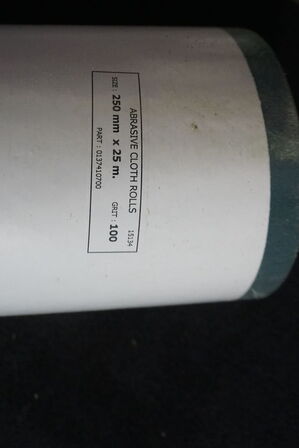 ABRASIVE CLOTH ROLLS
15134
SIZE : 250 mm x 25 m. GRIT : 100
PART : 0137410700